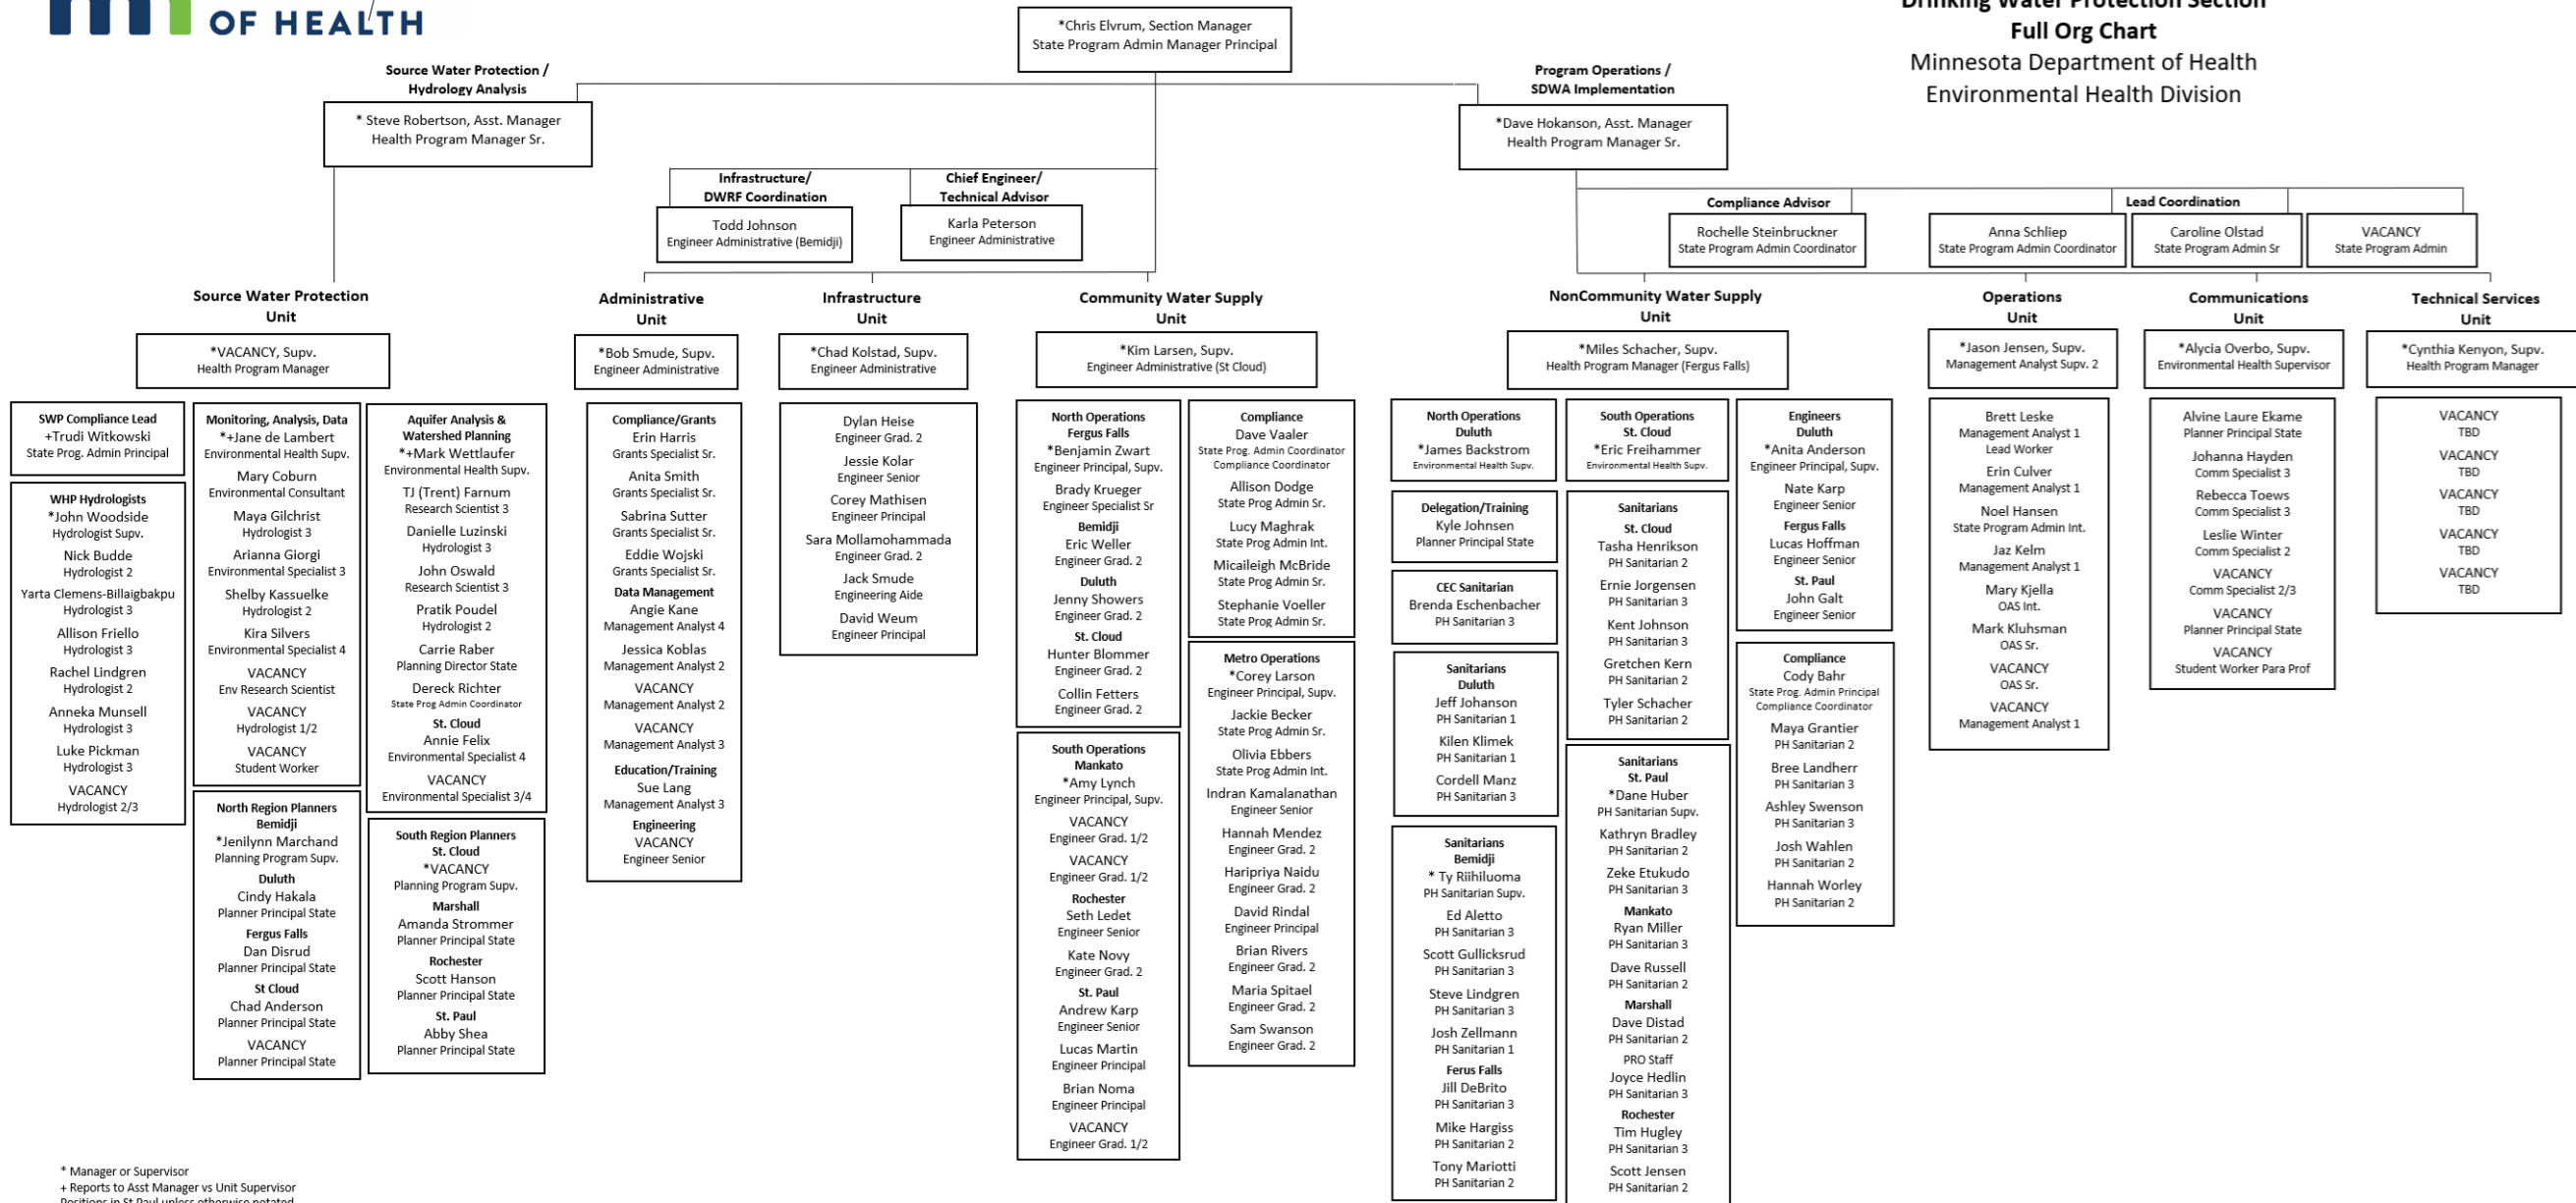 OF HEALTH
Drinking Water Protection Section
Full Org Chart
Minnesota Department of Health
Environmental Health Division
*Chris Elvrum, Section Manager
State Program Admin Manager Principal
Source Water Protection /
Hydrology Analysis
* Steve Robertson, Asst. Manager
Health Program Manager Sr.
Program Operations /
SDWA Implementation
*Dave Hokanson, Asst. Manager
Health Program Manager Sr.
Infrastructure/
DWRF Coordination
Todd Johnson
Engineer Administrative (Bemidji)
Chief Engineer/
Technical Advisor
Karla Peterson
Engineer Administrative
Compliance Advisor
Rochelle Steinbruckner
State Program Admin Coordinator
Lead Coordination
Anna Schliep
State Program Admin Coordinator
Caroline Olstad
State Program Admin Sr
VACANCY
State Program Admin
Source Water Protection
Unit
*VACANCY, Supv.
Health Program Manager
SWP Compliance Lead
+Trudi Witkowski
State Prog. Admin Principal
WHP Hydrologists
*John Woodside
Hydrologist Supv.
Nick Budde
Hydrologist 2
Yarta Clemens-Billaigbakpu
Hydrologist 3
Allison Friello
Hydrologist 3
Rachel Lindgren
Hydrologist 2
Anneka Munsell
Hydrologist 3
Luke Pickman
Hydrologist 3
VACANCY
Hydrologist 2/3
Monitoring, Analysis, Data
*+Jane de Lambert
Environmental Health Supv.
Mary Coburn
Environmental Consultant
Maya Gilchrist
Hydrologist 3
Arianna Giorgi
Environmental Specialist 3
Shelby Kassuelke
Hydrologist 2
Kira Silvers
Environmental Specialist 4
VACANCY
Env Research Scientist
VACANCY
Hydrologist 1/2
VACANCY
Student Worker
North Region Planners
Bemidji
*Jenilynn Marchand
Planning Program Supv.
Duluth
Cindy Hakala
Planner Principal State
Fergus Falls
Dan Disrud
Planner Principal State
St Cloud
Chad Anderson
Planner Principal State
VACANCY
Planner Principal State
Aquifer Analysis &
Watershed Planning
*+Mark Wettlaufer
Environmental Health Supv.
TJ (Trent) Farnum
Research Scientist 3
Danielle Luzinski
Hydrologist 3
John Oswald
Research Scientist 3
Pratik Poudel
Hydrologist 2
Carrie Raber
Planning Director State
Dereck Richter
State Prog Admin Coordinator
St. Cloud
Annie Felix
Environmental Specialist 4
VACANCY
Environmental Specialist 3/4
South Region Planners
St. Cloud
*VACANCY
Planning Program Supv.
Marshall
Amanda Strommer
Planner Principal State
Rochester
Scott Hanson
Planner Principal State
St. Paul
Abby Shea
Planner Principal State
Administrative
Unit
*Bob Smude, Supv.
Engineer Administrative
Compliance/Grants
Erin Harris
Grants Specialist Sr.
Anita Smith
Grants Specialist Sr.
Sabrina Sutter
Grants Specialist Sr.
Eddie Wojski
Grants Specialist Sr.
Data Management
Angie Kane
Management Analyst 4
Jessica Koblas
Management Analyst 2
VACANCY
Management Analyst 2
VACANCY
Management Analyst 3
Education/Training
Sue Lang
Management Analyst 3
Engineering
VACANCY
Engineer Senior
Infrastructure
Unit
*Chad Kolstad, Supv.
Engineer Administrative
Dylan Heise
Engineer Grad. 2
Jessie Kolar
Engineer Senior
Corey Mathisen
Engineer Principal
Sara Mollamohammada
Engineer Grad. 2
Jack Smude
Engineering Aide
David Weum
Engineer Principal
Community Water Supply
Unit
*Kim Larsen, Supv.
Engineer Administrative (St Cloud)
North Operations
Fergus Falls
*Benjamin Zwart
Engineer Principal, Supv.
Brady Krueger
Engineer Specialist Sr
Bemidji
Eric Weller
Engineer Grad. 2
Duluth
Jenny Showers
Engineer Grad. 2
St. Cloud
Hunter Blommer
Engineer Grad. 2
Collin Fetters
Engineer Grad. 2
South Operations
Mankato
*Amy Lynch
Engineer Principal, Supv.
VACANCY
Engineer Grad. 1/2
VACANCY
Engineer Grad. 1/2
Rochester
Seth Ledet
Engineer Senior
Kate Novy
Engineer Grad. 2
St. Paul
Andrew Karp
Engineer Senior
Lucas Martin
Engineer Principal
Brian Noma
Engineer Principal
VACANCY
Engineer Grad. 1/2
Compliance
Dave Vaaler
State Prog. Admin Coordinator
Compliance Coordinator
Allison Dodge
State Prog Admin Sr.
Lucy Maghrak
State Prog Admin Int.
Micaileigh McBride
State Prog Admin Sr.
Stephanie Voeller
State Prog Admin Sr.
Metro Operations
*Corey Larson
Engineer Principal, Supv.
Jackie Becker
State Prog Admin Sr.
Olivia Ebbers
State Prog Admin Int.
Indran Kamalanathan
Engineer Senior
Hannah Mendez
Engineer Grad. 2
Haripriya Naidu
Engineer Grad. 2
David Rindal
Engineer Principal
Brian Rivers
Engineer Grad. 2
Maria Spitael
Engineer Grad. 2
Sam Swanson
Engineer Grad. 2
NonCommunity Water Supply
Unit
*Miles Schacher, Supv.
Health Program Manager (Fergus Falls)
North Operations
Duluth
*James Backstrom
Environmental Health Supv.
Delegation/Training
Kyle Johnsen
Planner Principal State
CEC Sanitarian
Brenda Eschenbacher
PH Sanitarian 3
Sanitarians
Duluth
Jeff Johanson
PH Sanitarian 1
Kilen Klimek
PH Sanitarian 1
Cordell Manz
PH Sanitarian 3
Sanitarians
Bemidji
* Ty Riihiluoma
PH Sanitarian Supv.
Ed Aletto
PH Sanitarian 3
Scott Gullicksrud
PH Sanitarian 3
Steve Lindgren
PH Sanitarian 3
Josh Zellmann
PH Sanitarian 1
Ferus Falls
Jill DeBrito
PH Sanitarian 3
Mike Hargiss
PH Sanitarian 2
Tony Mariotti
PH Sanitarian 2
South Operations
St. Cloud
*Eric Freihammer
Environmental Health Supv.
Sanitarians
St. Cloud
Tasha Henrikson
PH Sanitarian 2
Ernie Jorgensen
PH Sanitarian 3
Kent Johnson
PH Sanitarian 3
Gretchen Kern
PH Sanitarian 2
Tyler Schacher
PH Sanitarian 2
Sanitarians
St. Paul
*Dane Huber
PH Sanitarian Supv.
Kathryn Bradley
PH Sanitarian 2
Zeke Etukudo
PH Sanitarian 3
Mankato
Ryan Miller
PH Sanitarian 3
Dave Russell
PH Sanitarian 2
Marshall
Dave Distad
PH Sanitarian 2
PRO Staff
Joyce Hedlin
PH Sanitarian 3
Rochester
Tim Hugley
PH Sanitarian 3
Scott Jensen
PH Sanitarian 2
Engineers
Duluth
*Anita Anderson
Engineer Principal, Supv.
Nate Karp
Engineer Senior
Fergus Falls
Lucas Hoffman
Engineer Senior
St. Paul
John Galt
Engineer Senior
Compliance
Cody Bahr
State Prog. Admin Principal
Compliance Coordinator
Maya Grantier
PH Sanitarian 2
Bree Landherr
PH Sanitarian 3
Ashley Swenson
PH Sanitarian 3
Josh Wahlen
PH Sanitarian 2
Hannah Worley
PH Sanitarian 2
Operations
Unit
*Jason Jensen, Supv.
Management Analyst Supv. 2
Brett Leske
Management Analyst 1
Lead Worker
Erin Culver
Management Analyst 1
Noel Hansen
State Program Admin Int.
Jaz Kelm
Management Analyst 1
Mary Kjella
OAS Int.
Mark Kluhsman
OAS Sr.
VACANCY
OAS Sr.
VACANCY
Management Analyst 1
Communications
Unit
*Alycia Overbo, Supv.
Environmental Health Supervisor
Alvine Laure Ekame
Planner Principal State
Johanna Hayden
Comm Specialist 3
Rebecca Toews
Comm Specialist 3
Leslie Winter
Comm Specialist 2
VACANCY
Comm Specialist 2/3
VACANCY
Planner Principal State
VACANCY
Student Worker Para Prof
Technical Services
Unit
*Cynthia Kenyon, Supv.
Health Program Manager
VACANCY
TBD
VACANCY
TBD
VACANCY
TBD
VACANCY
TBD
VACANCY
TBD
* Manager or Supervisor
+ Reports to Asst Manager vs Unit Supervisor
Positions in St Paul unless otherwise notated